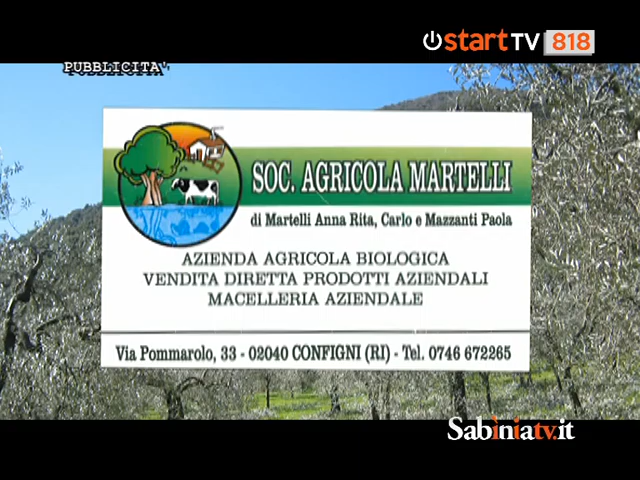 startTV 818
PUBBLICITA'
SOC. AGRICOLA MARTELLI
di Martelli Anna Rita, Carlo e Mazzanti Paola
AZIENDA AGRICOLA BIOLOGICA
VENDITA DIRETTA PRODOTTI AZIENDALI
MACELLERIA AZIENDALE
Via Pommarolo, 33 - 02040 CONFIGNI (RI) - Tel. 0746 672265
Sabiniatv.it